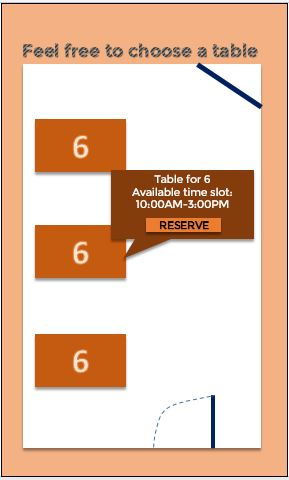 Feel free to choose a table
6
Table for 6
Available time slot:
10:00AM-3:00PM
RESERVE
6
6